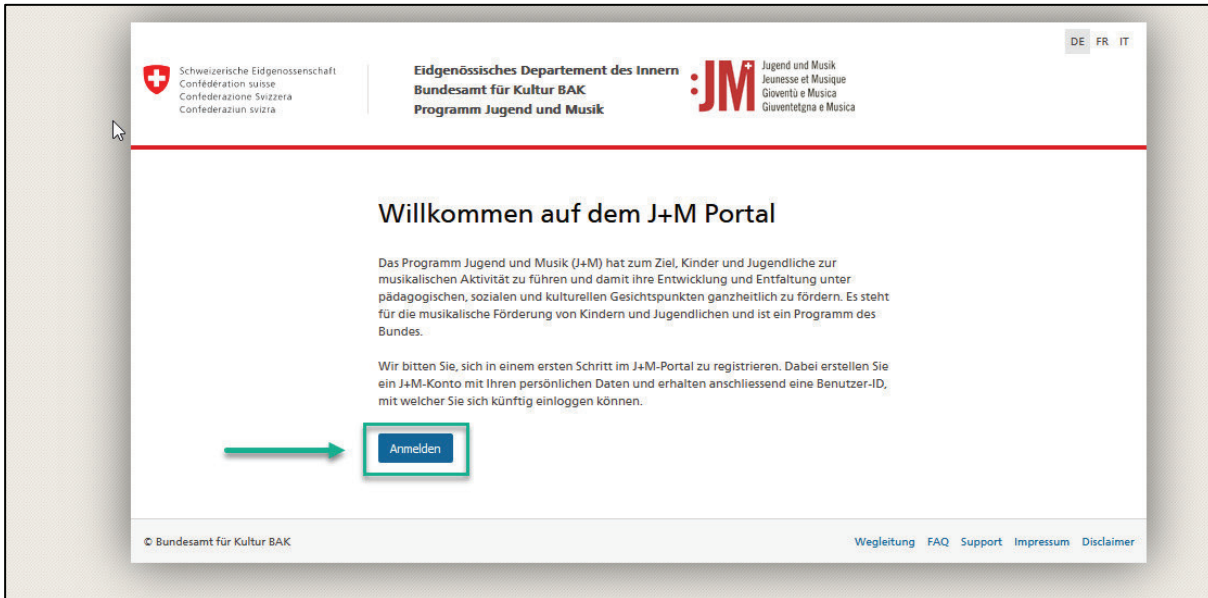 DE FR IT
Schweizerische Eidgenossenschaft
Confédération suisse
Confederazione Svizzera
Confederaziun svizra
Eidgenössisches Departement des Innern
Bundesamt für Kultur BAK
Programm Jugend und Musik
:JM
Jugend und Musik
Jeunesse et Musique
Gioventù e Musica
Giuventetgna e Musica
Willkommen auf dem J+M Portal
Das Programm Jugend und Musik (J+M) hat zum Ziel, Kinder und Jugendliche zur
musikalischen Aktivität zu führen und damit ihre Entwicklung und Entfaltung unter
pädagogischen, sozialen und kulturellen Gesichtspunkten ganzheitlich zu fördern. Es steht
für die musikalische Förderung von Kindern und Jugendlichen und ist ein Programm des
Bundes.
Wir bitten Sie, sich in einem ersten Schritt im J+M-Portal zu registrieren. Dabei erstellen Sie
ein J+M-Konto mit Ihren persönlichen Daten und erhalten anschliessend eine Benutzer-ID,
mit welcher Sie sich künftig einloggen können.
Anmelden
© Bundesamt für Kultur BAK
Wegleitung FAQ Support Impressum Disclaimer